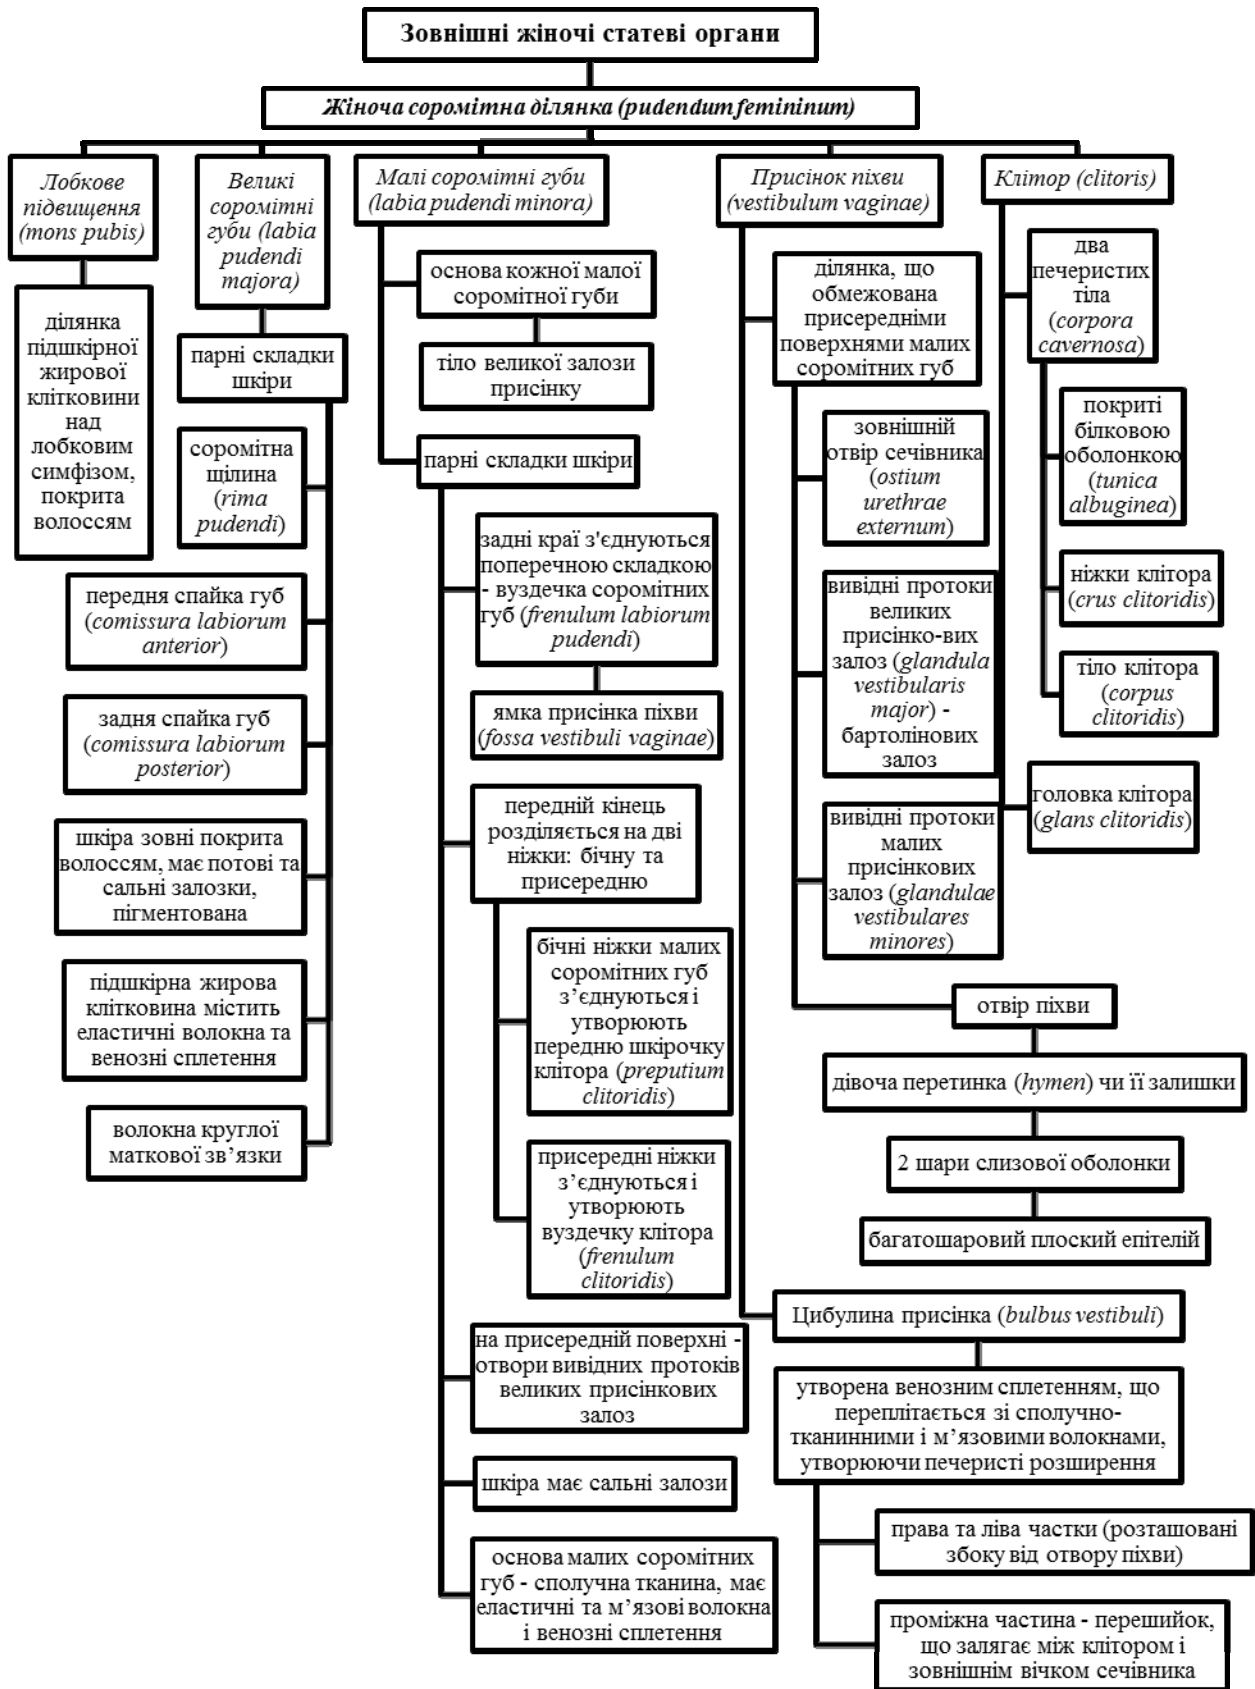 Зовнішні жіночі статеві органи
Жіноча соромітна ділянка (pudendum femininum)
Лобкове
підвищення
(mons pubis)
ділянка
підшкірної
жирової
клітковини
над
лобковим
симфізом,
покрита
волоссям
Великі
соромітні
губи (labia
pudendi
majora)
парні складки
шкіри
соромітна
щілина
(rima
pudendi)
передня спайка губ
(comissura labiorum
anterior)
задня спайка губ
(comissura labiorum
posterior)
шкіра зовні покрита
волоссям, має потові та
сальні залозки,
пігментована
підшкірна жирова
клітковина містить
еластичні волокна та
венозні сплетення
волокна круглої
маткової зв’язки
Малі соромітні губи
(labia pudendi minora)
основа кожної малої
соромітної губи
тіло великої залози
присінку
парні складки шкіри
задні краї з'єднуються
поперечною складкою
- вуздечка соромітних
губ (frenulum labiorum
pudendi)
ямка присінка піхви
(fossa vestibuli vaginae)
передній кінець
розділяється на дві
ніжки: бічну та
присередню
бічні ніжки малих
соромітних губ
з’єднуються і
утворюють
передню шкірочку
клітора (preputium
clitoridis)
присередні ніжки
з’єднуються і
утворюють
вуздечку клітора
(frenulum
clitoridis)
на присередній поверхні -
отвори вивідних протоків
великих присінкових
залоз
шкіра має сальні залози
основа малих соромітних
губ - сполучна тканина, має
еластичні та м’язові волокна
і венозні сплетення
Присінок піхви
(vestibulum vaginae)
ділянка, що
обмежована
присередніми
поверхнями малих
соромітних губ
зовнішній
отвір сечівника
(ostium
urethrae
externum)
вивідні протоки
великих
присінко-вих
залоз (glandula
vestibularis
major) -
бартолінових
залоз
вивідні протоки
малих
присінкових
залоз (glandulae
vestibulares
minores)
отвір піхви
дівоча перетинка (hymen) чи її залишки
2 шари слизової оболонки
багатошаровий плоский епітелій
Цибулина присінка (bulbus vestibuli)
утворена венозним сплетенням, що
переплітається зі сполучно-
тканинними і м’язовими волокнами,
утворюючи печеристі розширення
права та ліва частки (розташовані
збоку від отвору піхви)
проміжна частина - перешийок,
що залягає між клітором і
зовнішнім вічком сечівника
Клітор (clitoris)
два
печеристих
тіла
(corpora
cavernosa)
покриті
білковою
оболонкою
(tunica
albuginea)
ніжки клітора
(crus clitoridis)
тіло клітора
(corpus
clitoridis)
головка клітора
(glans clitoridis)